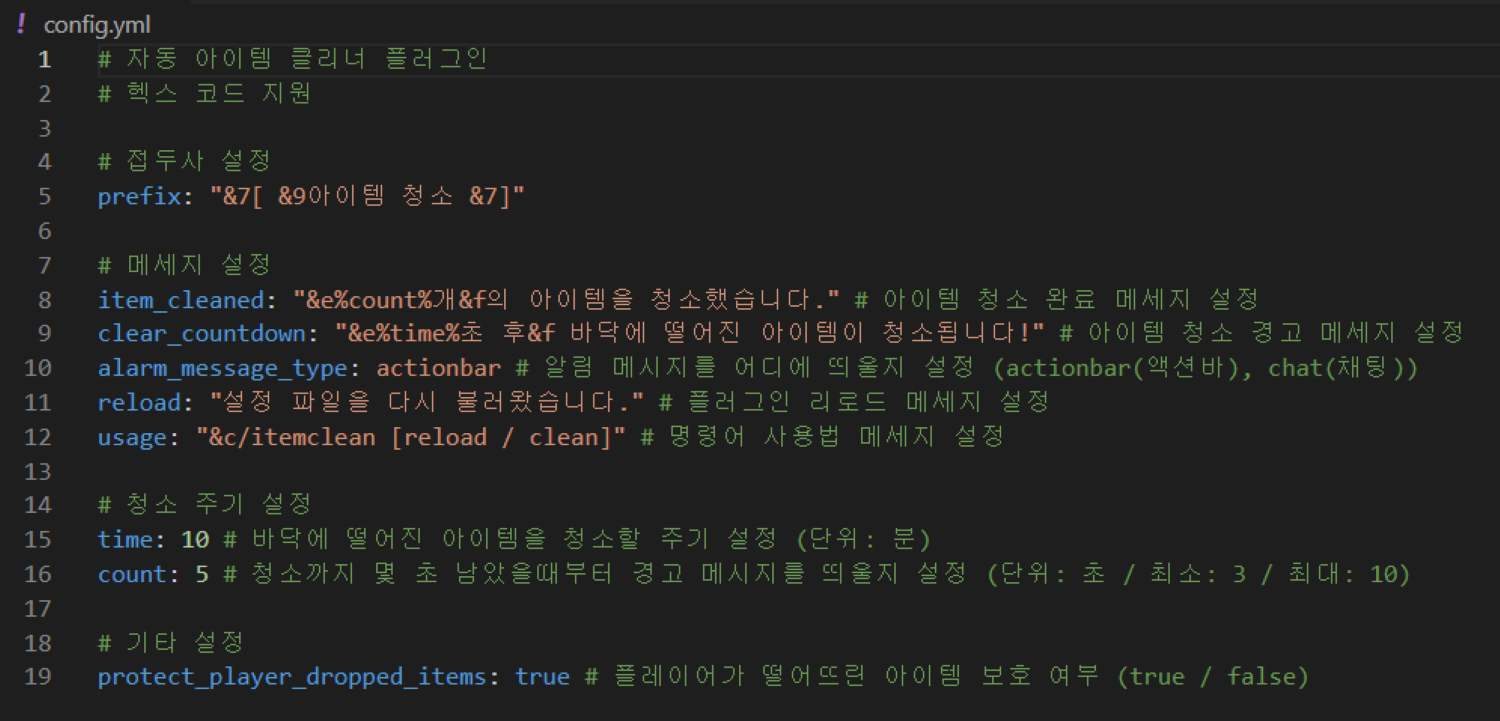 ! config.yml
1 # 자동 아이템 클리너 플러그인
2 # 헥스 코드 지원
3
4 # 접두사 설정
5 prefix: "&7[ &9아이템 청소 &7]"
6
7 # 메세지 설정
8 item_cleaned: "&e%count%개&f의 아이템을 청소했습니다." # 아이템 청소 완료 메세지 설정
9 clear_countdown: "&e%time%초 후&f 바닥에 떨어진 아이템이 청소됩니다!" # 아이템 청소 경고 메세지 설정
10 alarm_message_type: actionbar # 알림 메시지를 어디에 띄울지 설정 (actionbar(액션바), chat(채팅))
11 reload: "설정 파일을 다시 불러왔습니다." # 플러그인 리로드 메세지 설정
12 usage: "&c/itemclean [reload / clean]" # 명령어 사용법 메세지 설정
13
14 # 청소 주기 설정
15 time: 10 # 바닥에 떨어진 아이템을 청소할 주기 설정 (단위: 분)
16 count: 5 # 청소까지 몇 초 남았을때부터 경고 메시지를 띄울지 설정 (단위: 초 / 최소: 3 / 최대: 10)
17
18 # 기타 설정
19 protect_player_dropped_items: true # 플레이어가 떨어뜨린 아이템 보호 여부 (true / false)